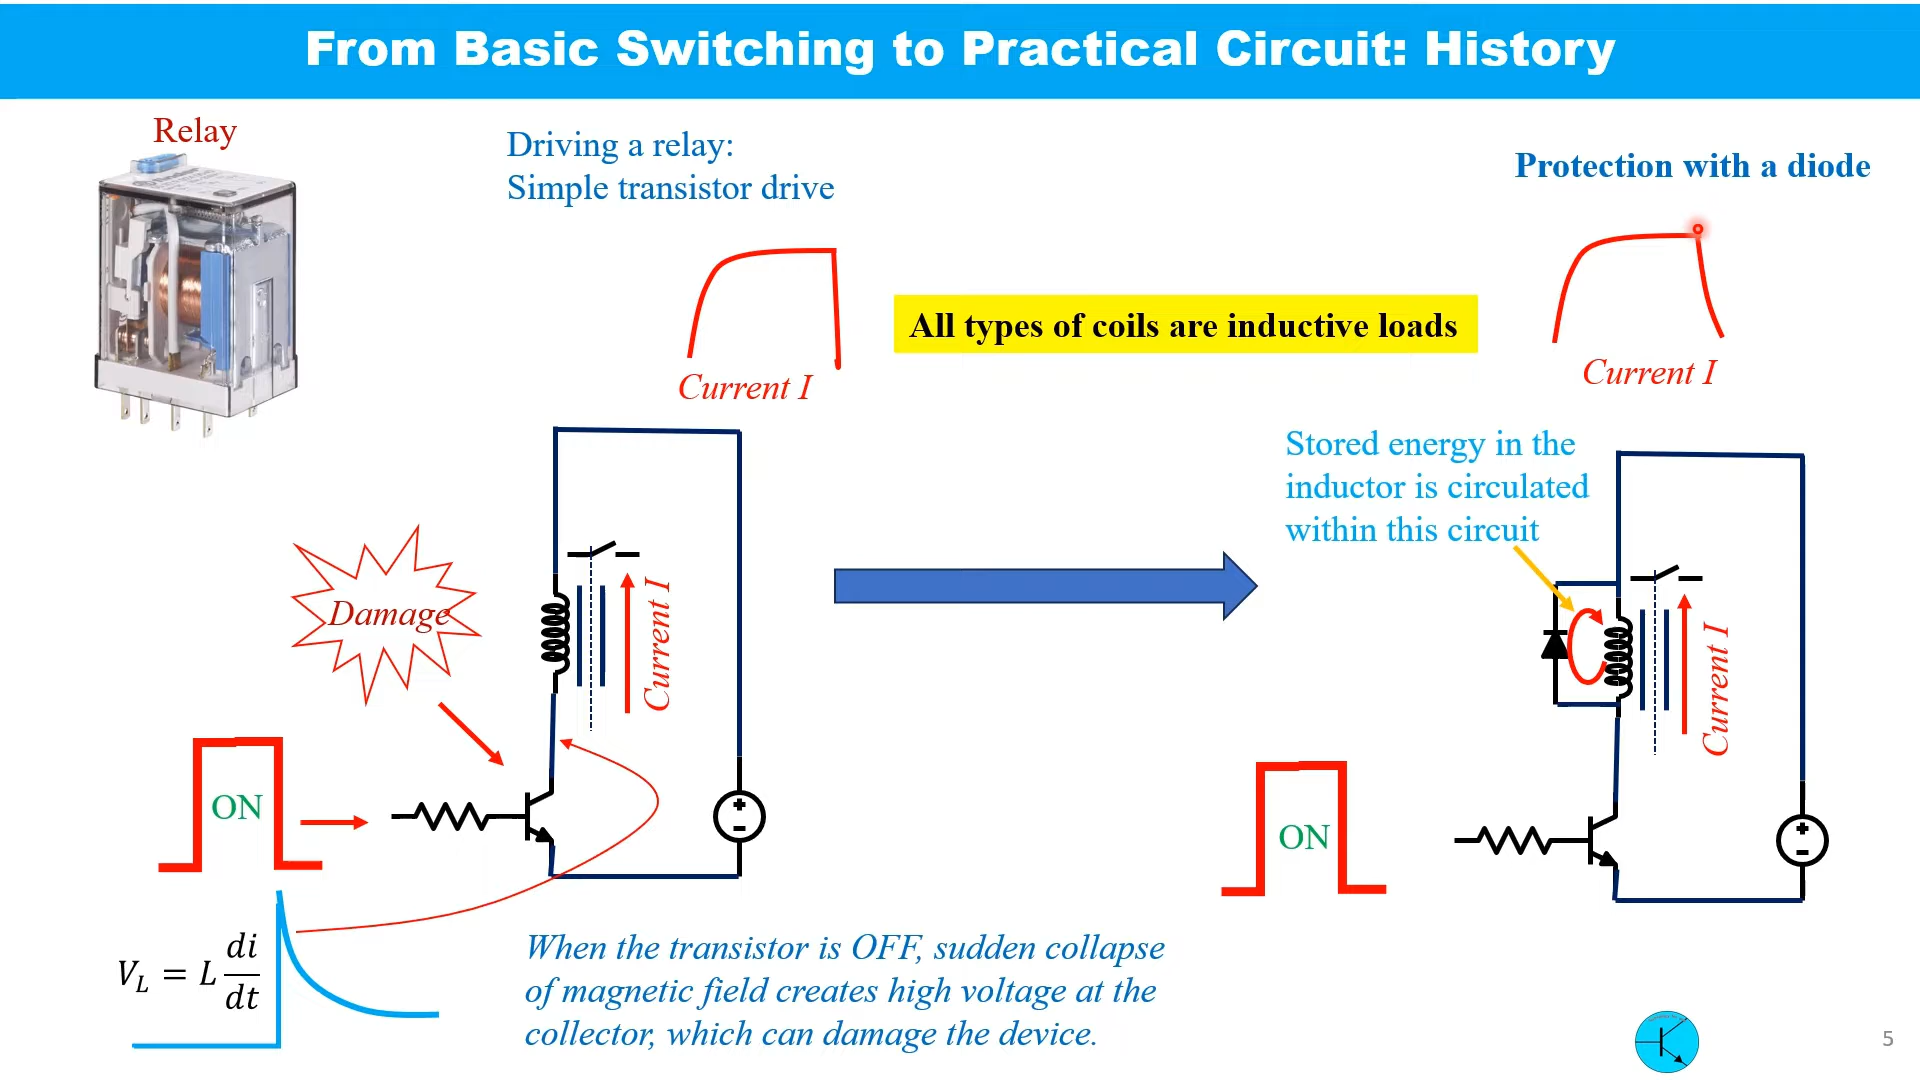 From Basic Switching to Practical Circuit: History
Relay
Driving a relay:
Simple transistor drive
Protection with a diode
All types of coils are inductive loads
Current I
Current I
Stored energy in the
inductor is circulated
within this circuit
Damage
Current I
Current I
ON
ON
V_L = L di/dt
When the transistor is OFF, sudden collapse
of magnetic field creates high voltage at the
collector, which can damage the device.
5